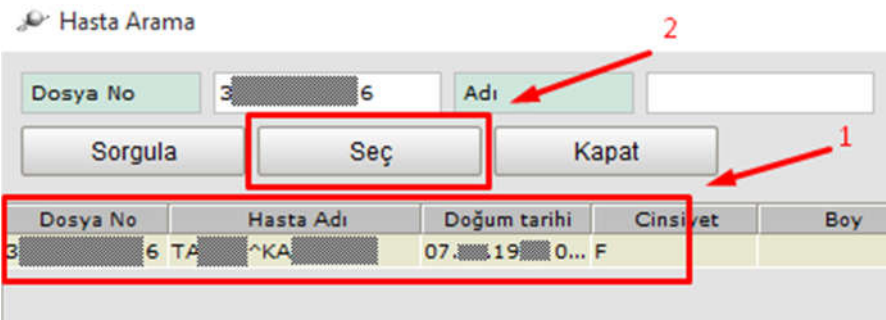 Hasta Arama
2
Dosya No 3 6 Adı
Sorgula Seç Kapat
1
Dosya No Hasta Adı Doğum tarihi Cinsiyet Boy
3 6 TA ^KA 07. .19 0... F